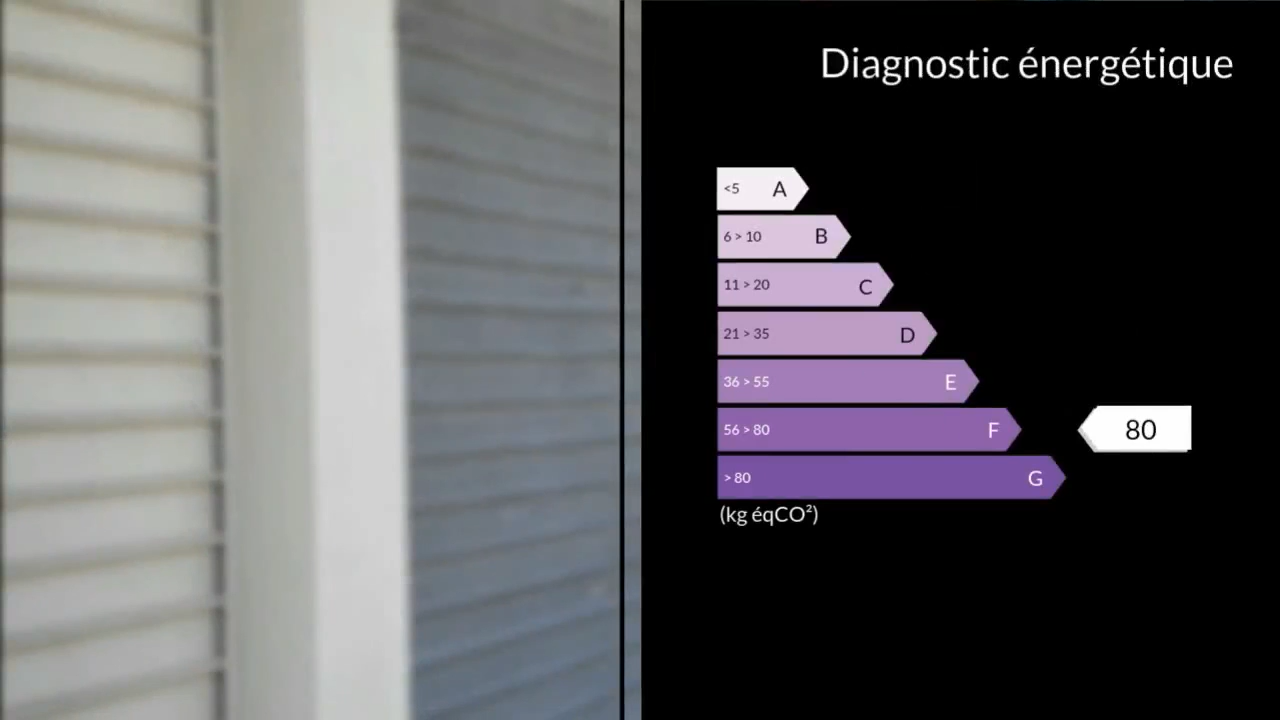 Diagnostic énergétique
<5 A
6 > 10 B
11 > 20 C
21 > 35 D
36 > 55 E
56 > 80 F 80
> 80 G
(kg éqCO²)